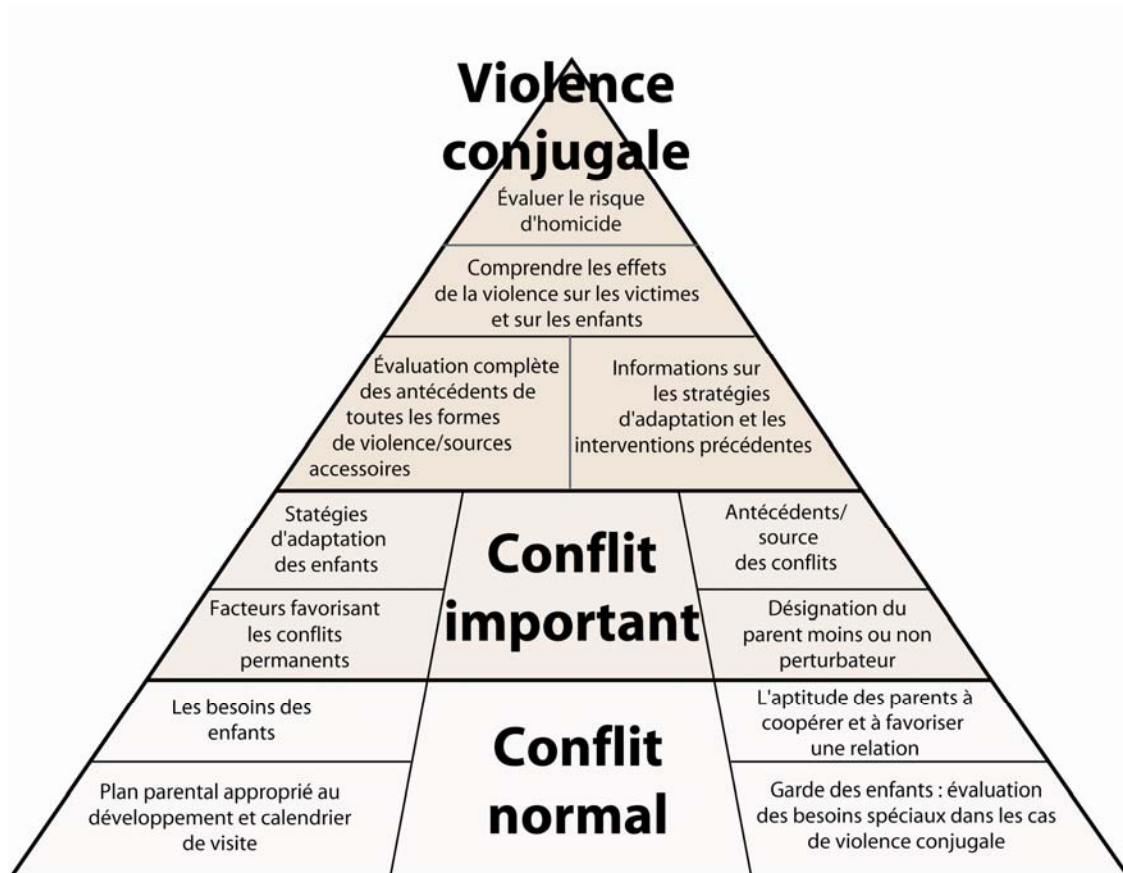 Violence
conjugale
Évaluer le risque
d'homicide
Comprendre les effets
de la violence sur les victimes
et sur les enfants
Évaluation complète
des antécédents de
toutes les formes
de violence/sources
accessoires
Informations sur
les stratégies
d'adaptation et les
interventions précédentes
Statégies
d'adaptation
des enfants
Facteurs favorisant
les conflits
permanents
Conflit
important
Antécédents/
source
des conflits
Désignation du
parent moins ou non
perturbateur
Les besoins des
enfants
Plan parental approprié au
développement et calendrier
de visite
Conflit
normal
L'aptitude des parents à
coopérer et à favoriser
une relation
Garde des enfants : évaluation
des besoins spéciaux dans les cas
de violence conjugale